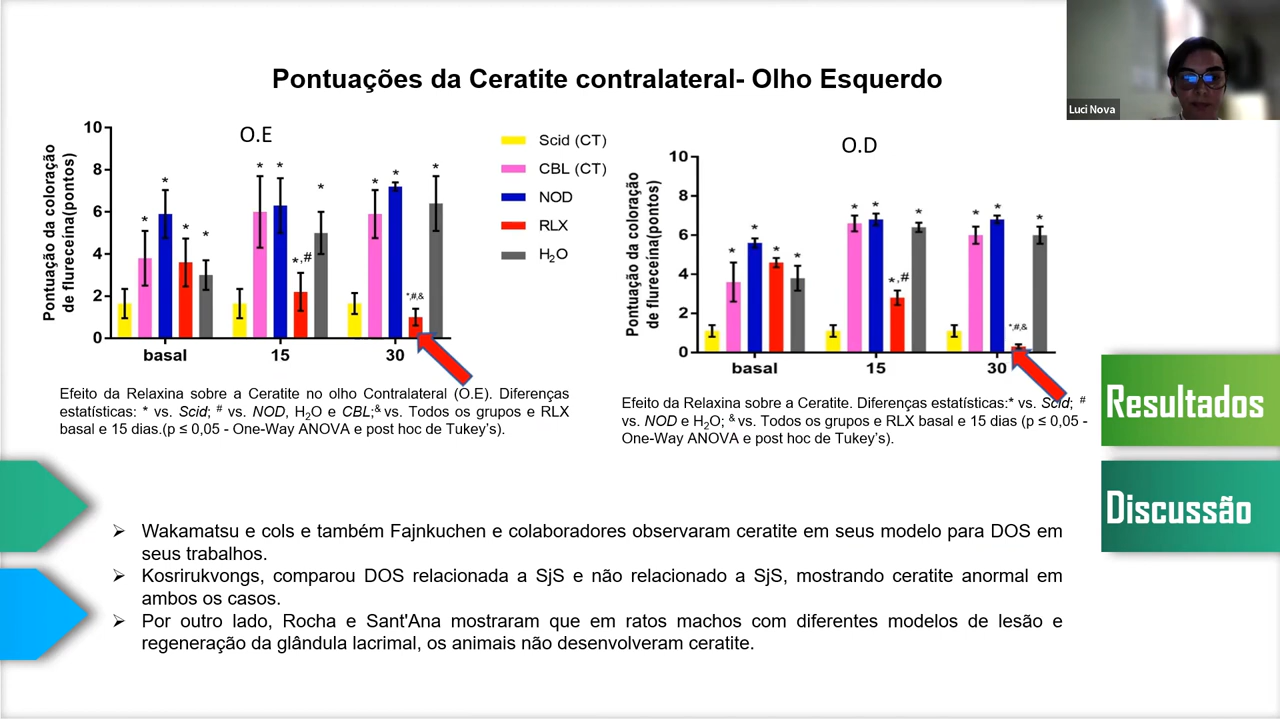 Luci Nova
Pontuações da Ceratite contralateral- Olho Esquerdo
O.E
Pontuação da coloração
de flureceína(pontos)
10
8
6
4
2
0
* * * *
* * *,# *
* * *,#,& *
basal 15 30
Scid (CT)
CBL (CT)
NOD
RLX
H₂O
O.D
Pontuação da coloração
de flureceína(pontos)
10
8
6
4
2
0
* * * *
* * *,# *
* * *,#,& *
basal 15 30
Efeito da Relaxina sobre a Ceratite no olho Contralateral (O.E). Diferenças
estatísticas: * vs. Scid; # vs. NOD, H₂O e CBL;& vs. Todos os grupos e RLX
basal e 15 dias.(p ≤ 0,05 - One-Way ANOVA e post hoc de Tukey's).
Efeito da Relaxina sobre a Ceratite. Diferenças estatísticas:* vs. Scid; #
vs. NOD e H₂O; & vs. Todos os grupos e RLX basal e 15 dias (p ≤ 0,05 -
One-Way ANOVA e post hoc de Tukey's).
Resultados
Discussão
➢ Wakamatsu e cols e também Fajnkuchen e colaboradores observaram ceratite em seus modelo para DOS em
seus trabalhos.
➢ Kosrirukvongs, comparou DOS relacionada a SjS e não relacionado a SjS, mostrando ceratite anormal em
ambos os casos.
➢ Por outro lado, Rocha e Sant'Ana mostraram que em ratos machos com diferentes modelos de lesão e
regeneração da glândula lacrimal, os animais não desenvolveram ceratite.